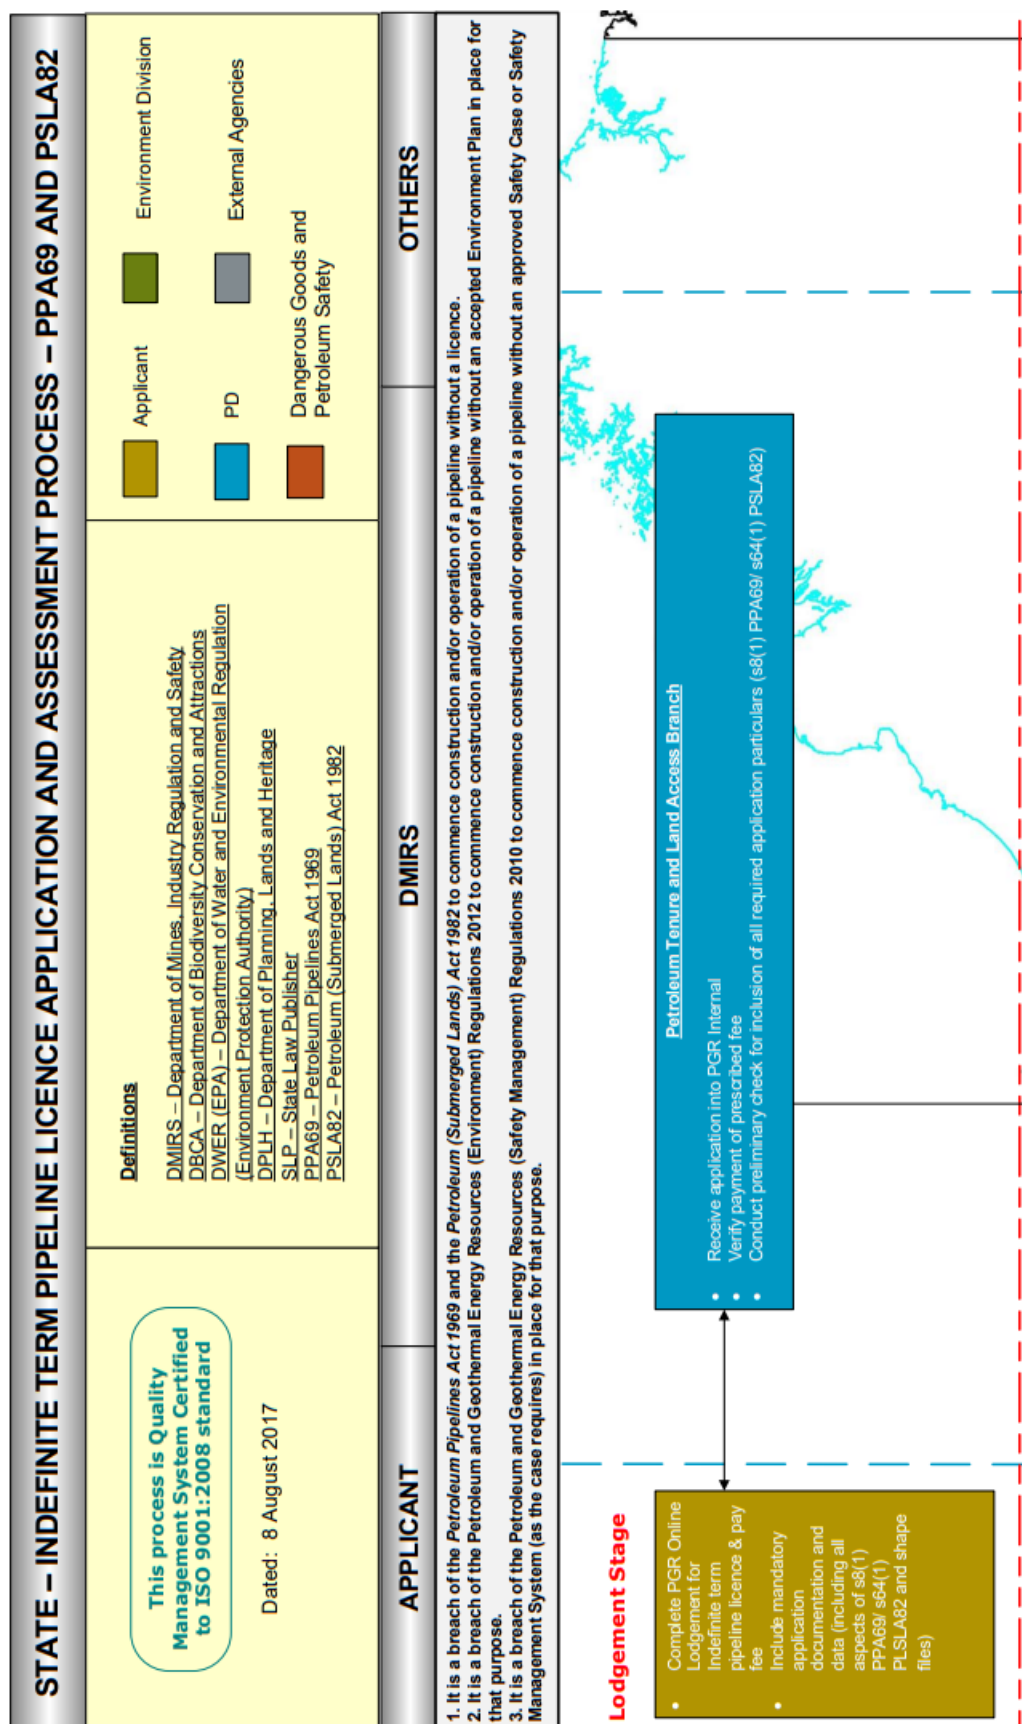 STATE – INDEFINITE TERM PIPELINE LICENCE APPLICATION AND ASSESSMENT PROCESS – PPA69 AND PSLA82
This process is Quality
Management System Certified
to ISO 9001:2008 standard
Dated: 8 August 2017
Definitions
DMIRS – Department of Mines, Industry Regulation and Safety
DBCA – Department of Biodiversity Conservation and Attractions
DWER (EPA) – Department of Water and Environmental Regulation
(Environment Protection Authority)
DPLH – Department of Planning, Lands and Heritage
SLP – State Law Publisher
PPA69 – Petroleum Pipelines Act 1969
PSLA82 – Petroleum (Submerged Lands) Act 1982
Applicant
Environment Division
PD
External Agencies
Dangerous Goods and
Petroleum Safety
APPLICANT
DMIRS
OTHERS
1. It is a breach of the Petroleum Pipelines Act 1969 and the Petroleum (Submerged Lands) Act 1982 to commence construction and/or operation of a pipeline without a licence.
2. It is a breach of the Petroleum and Geothermal Energy Resources (Environment) Regulations 2012 to commence construction and/or operation of a pipeline without an accepted Environment Plan in place for
that purpose.
3. It is a breach of the Petroleum and Geothermal Energy Resources (Safety Management) Regulations 2010 to commence construction and/or operation of a pipeline without an approved Safety Case or Safety
Management System (as the case requires) in place for that purpose.
Lodgement Stage
• Complete PGR Online
Lodgement for
Indefinite term
pipeline licence & pay
fee
• Include mandatory
application
documentation and
data (including all
aspects of s8(1)
PPA69/ s64(1)
PLSLA82 and shape
files)
Petroleum Tenure and Land Access Branch
• Receive application into PGR Internal
• Verify payment of prescribed fee
• Conduct preliminary check for inclusion of all required application particulars (s8(1) PPA69/ s64(1) PSLA82)